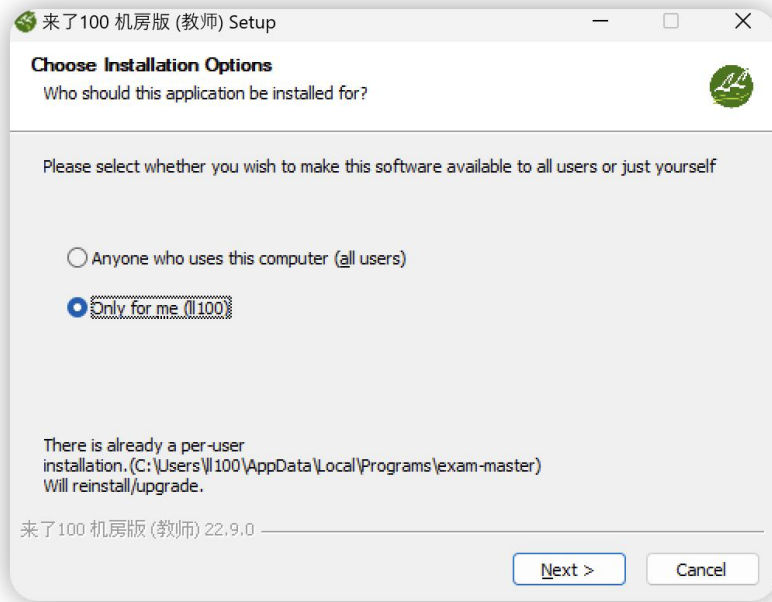 来了100 机房版 (教师) Setup
Choose Installation Options
Who should this application be installed for?
Please select whether you wish to make this software available to all users or just yourself
Anyone who uses this computer (all users)
Only for me (ll100)
There is already a per-user
installation.(C:\Users\ll100\AppData\Local\Programs\exam-master)
Will reinstall/upgrade.
来了100 机房版 (教师) 22.9.0
Next >
Cancel